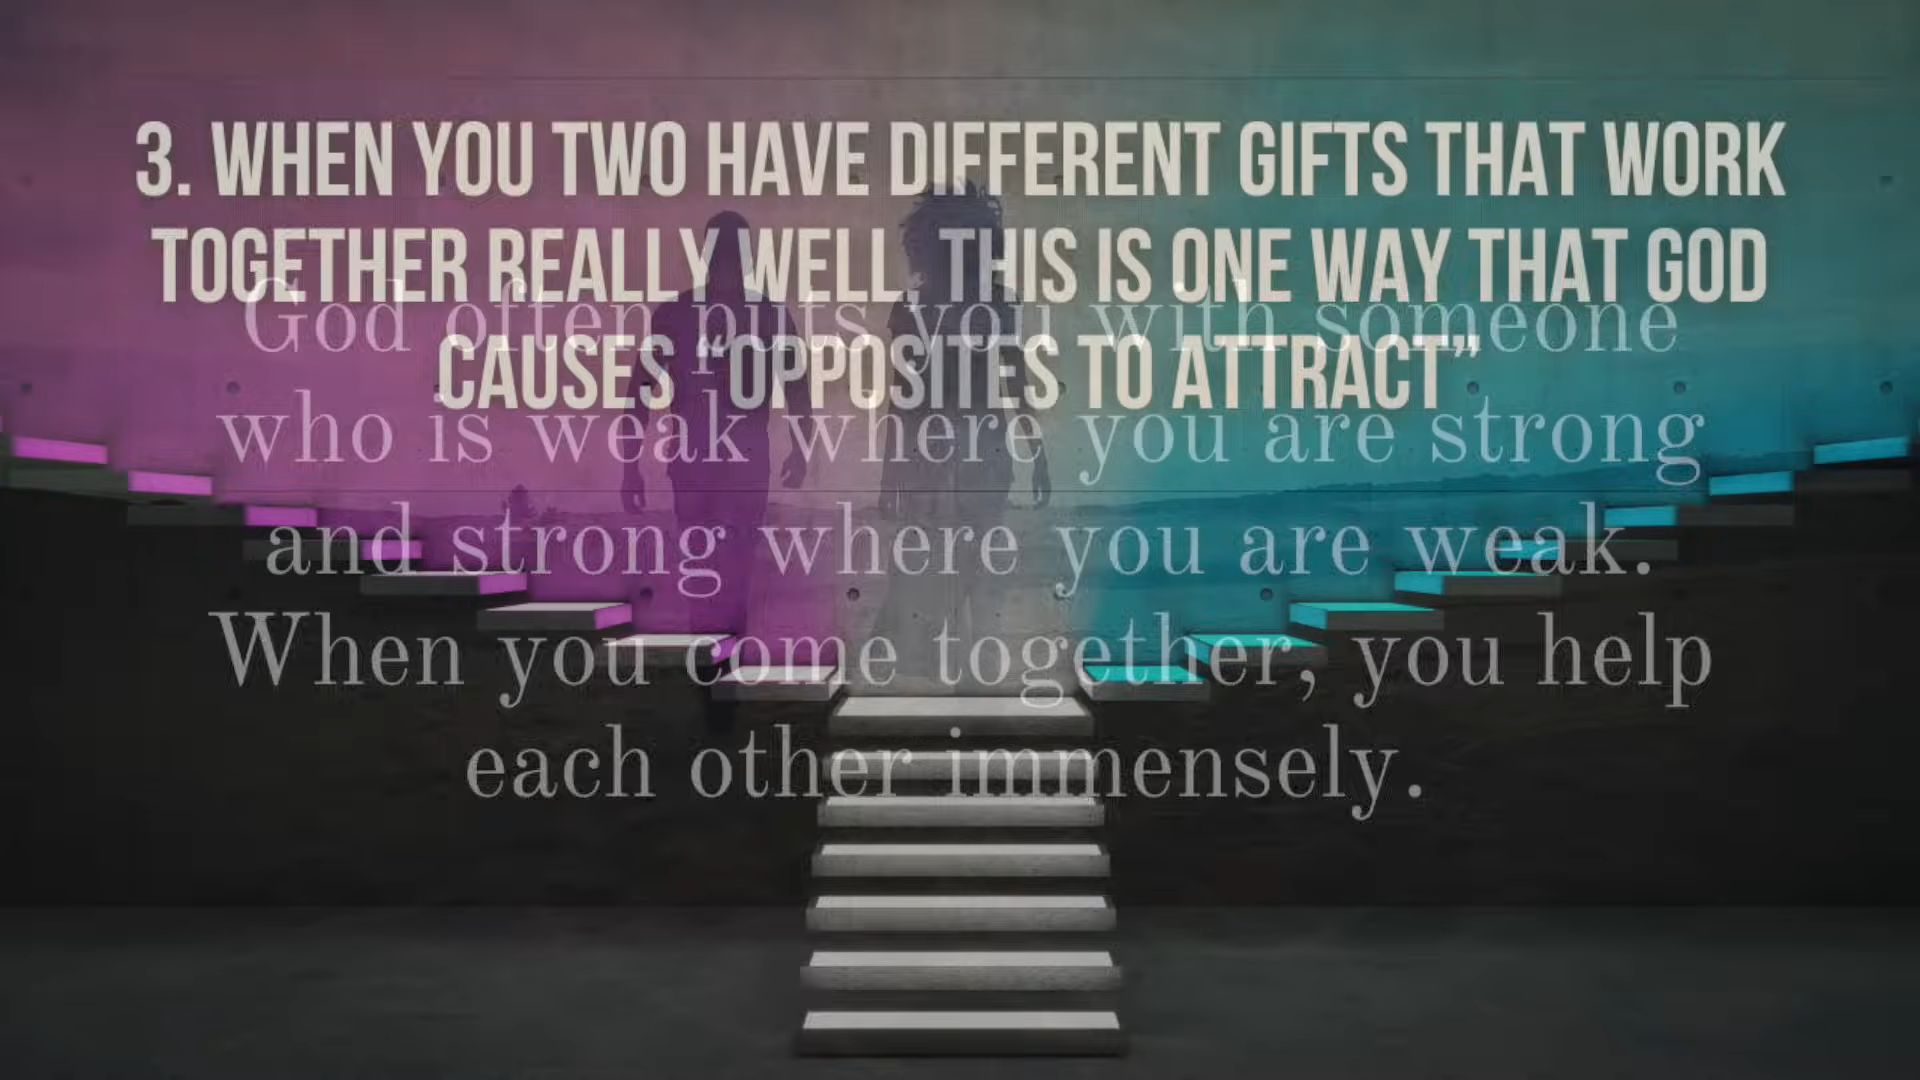 3. WHEN YOU TWO HAVE DIFFERENT GIFTS THAT WORK
TOGETHER REALLY WELL, THIS IS ONE WAY THAT GOD
CAUSES “OPPOSITES TO ATTRACT”
God often puts you with someone
who is weak where you are strong
and strong where you are weak.
When you come together, you help
each other immensely.